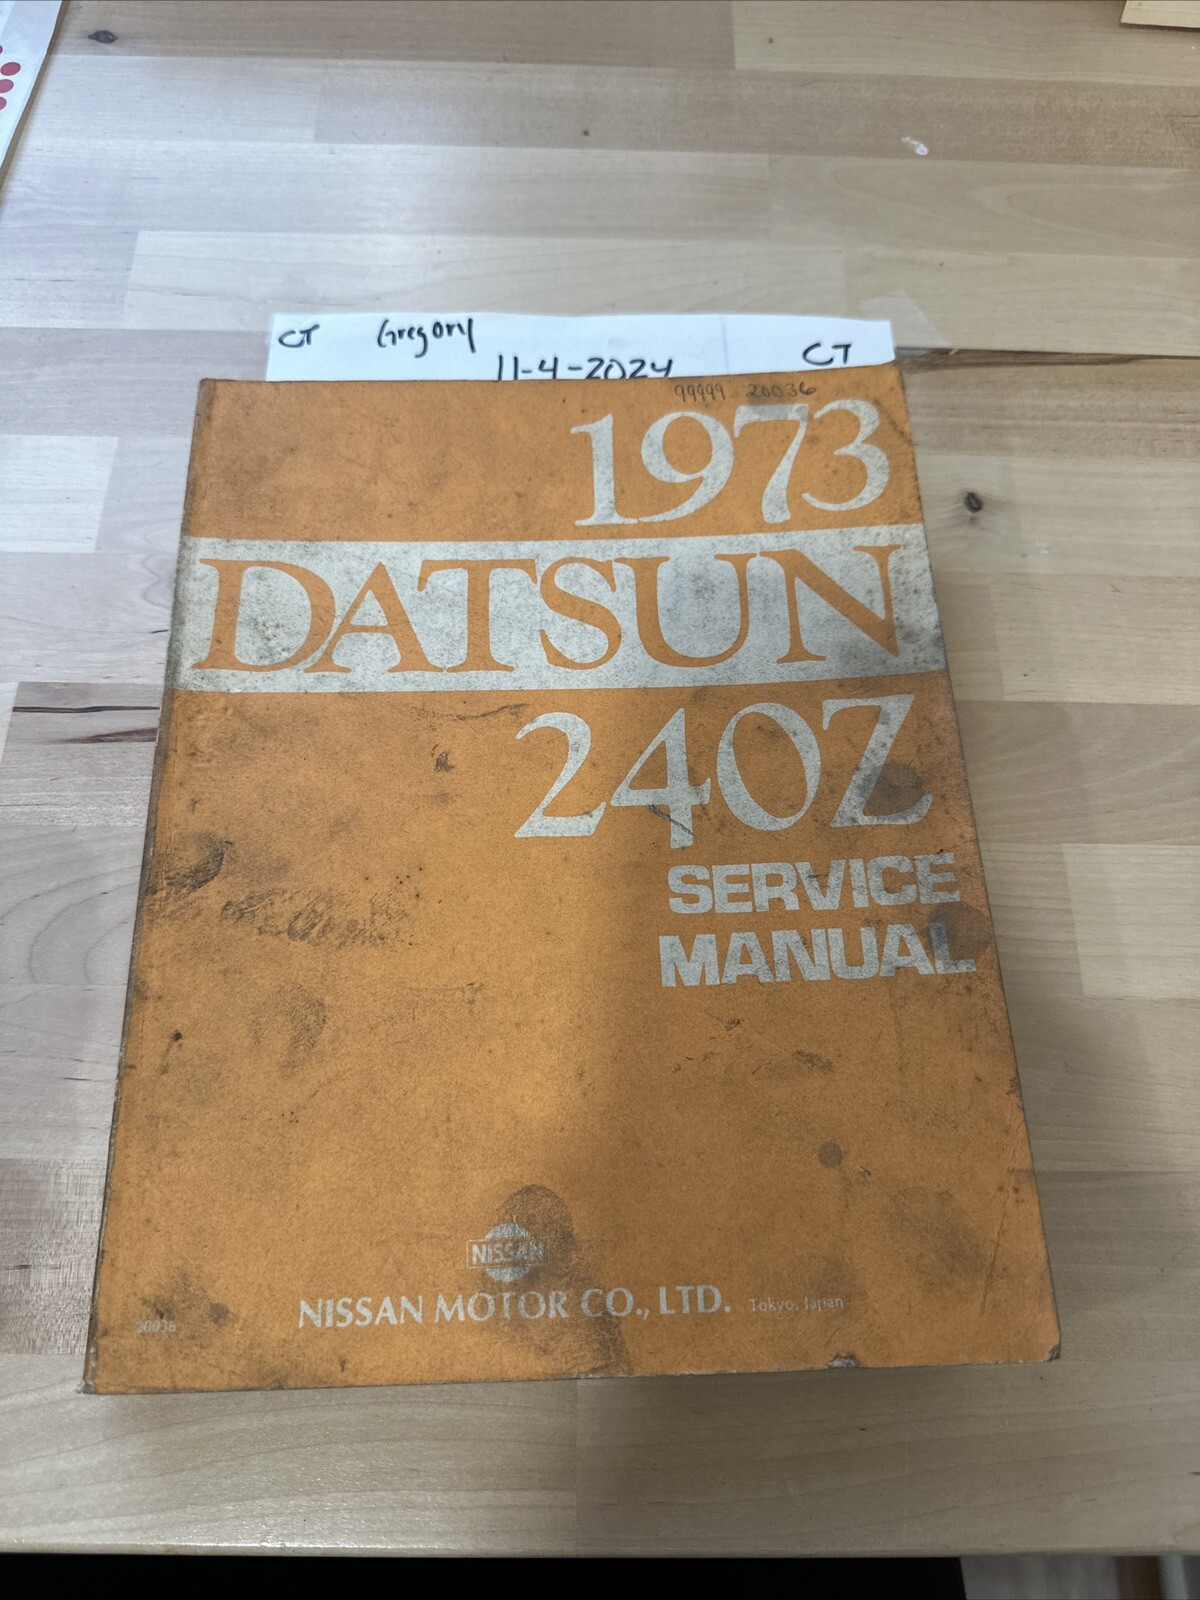 CT Gregory
11-4-2024 CT
99999 20036
1973
DATSUN
240Z
SERVICE
MANUAL
NISSAN
NISSAN MOTOR CO., LTD. Tokyo, Japan
20036